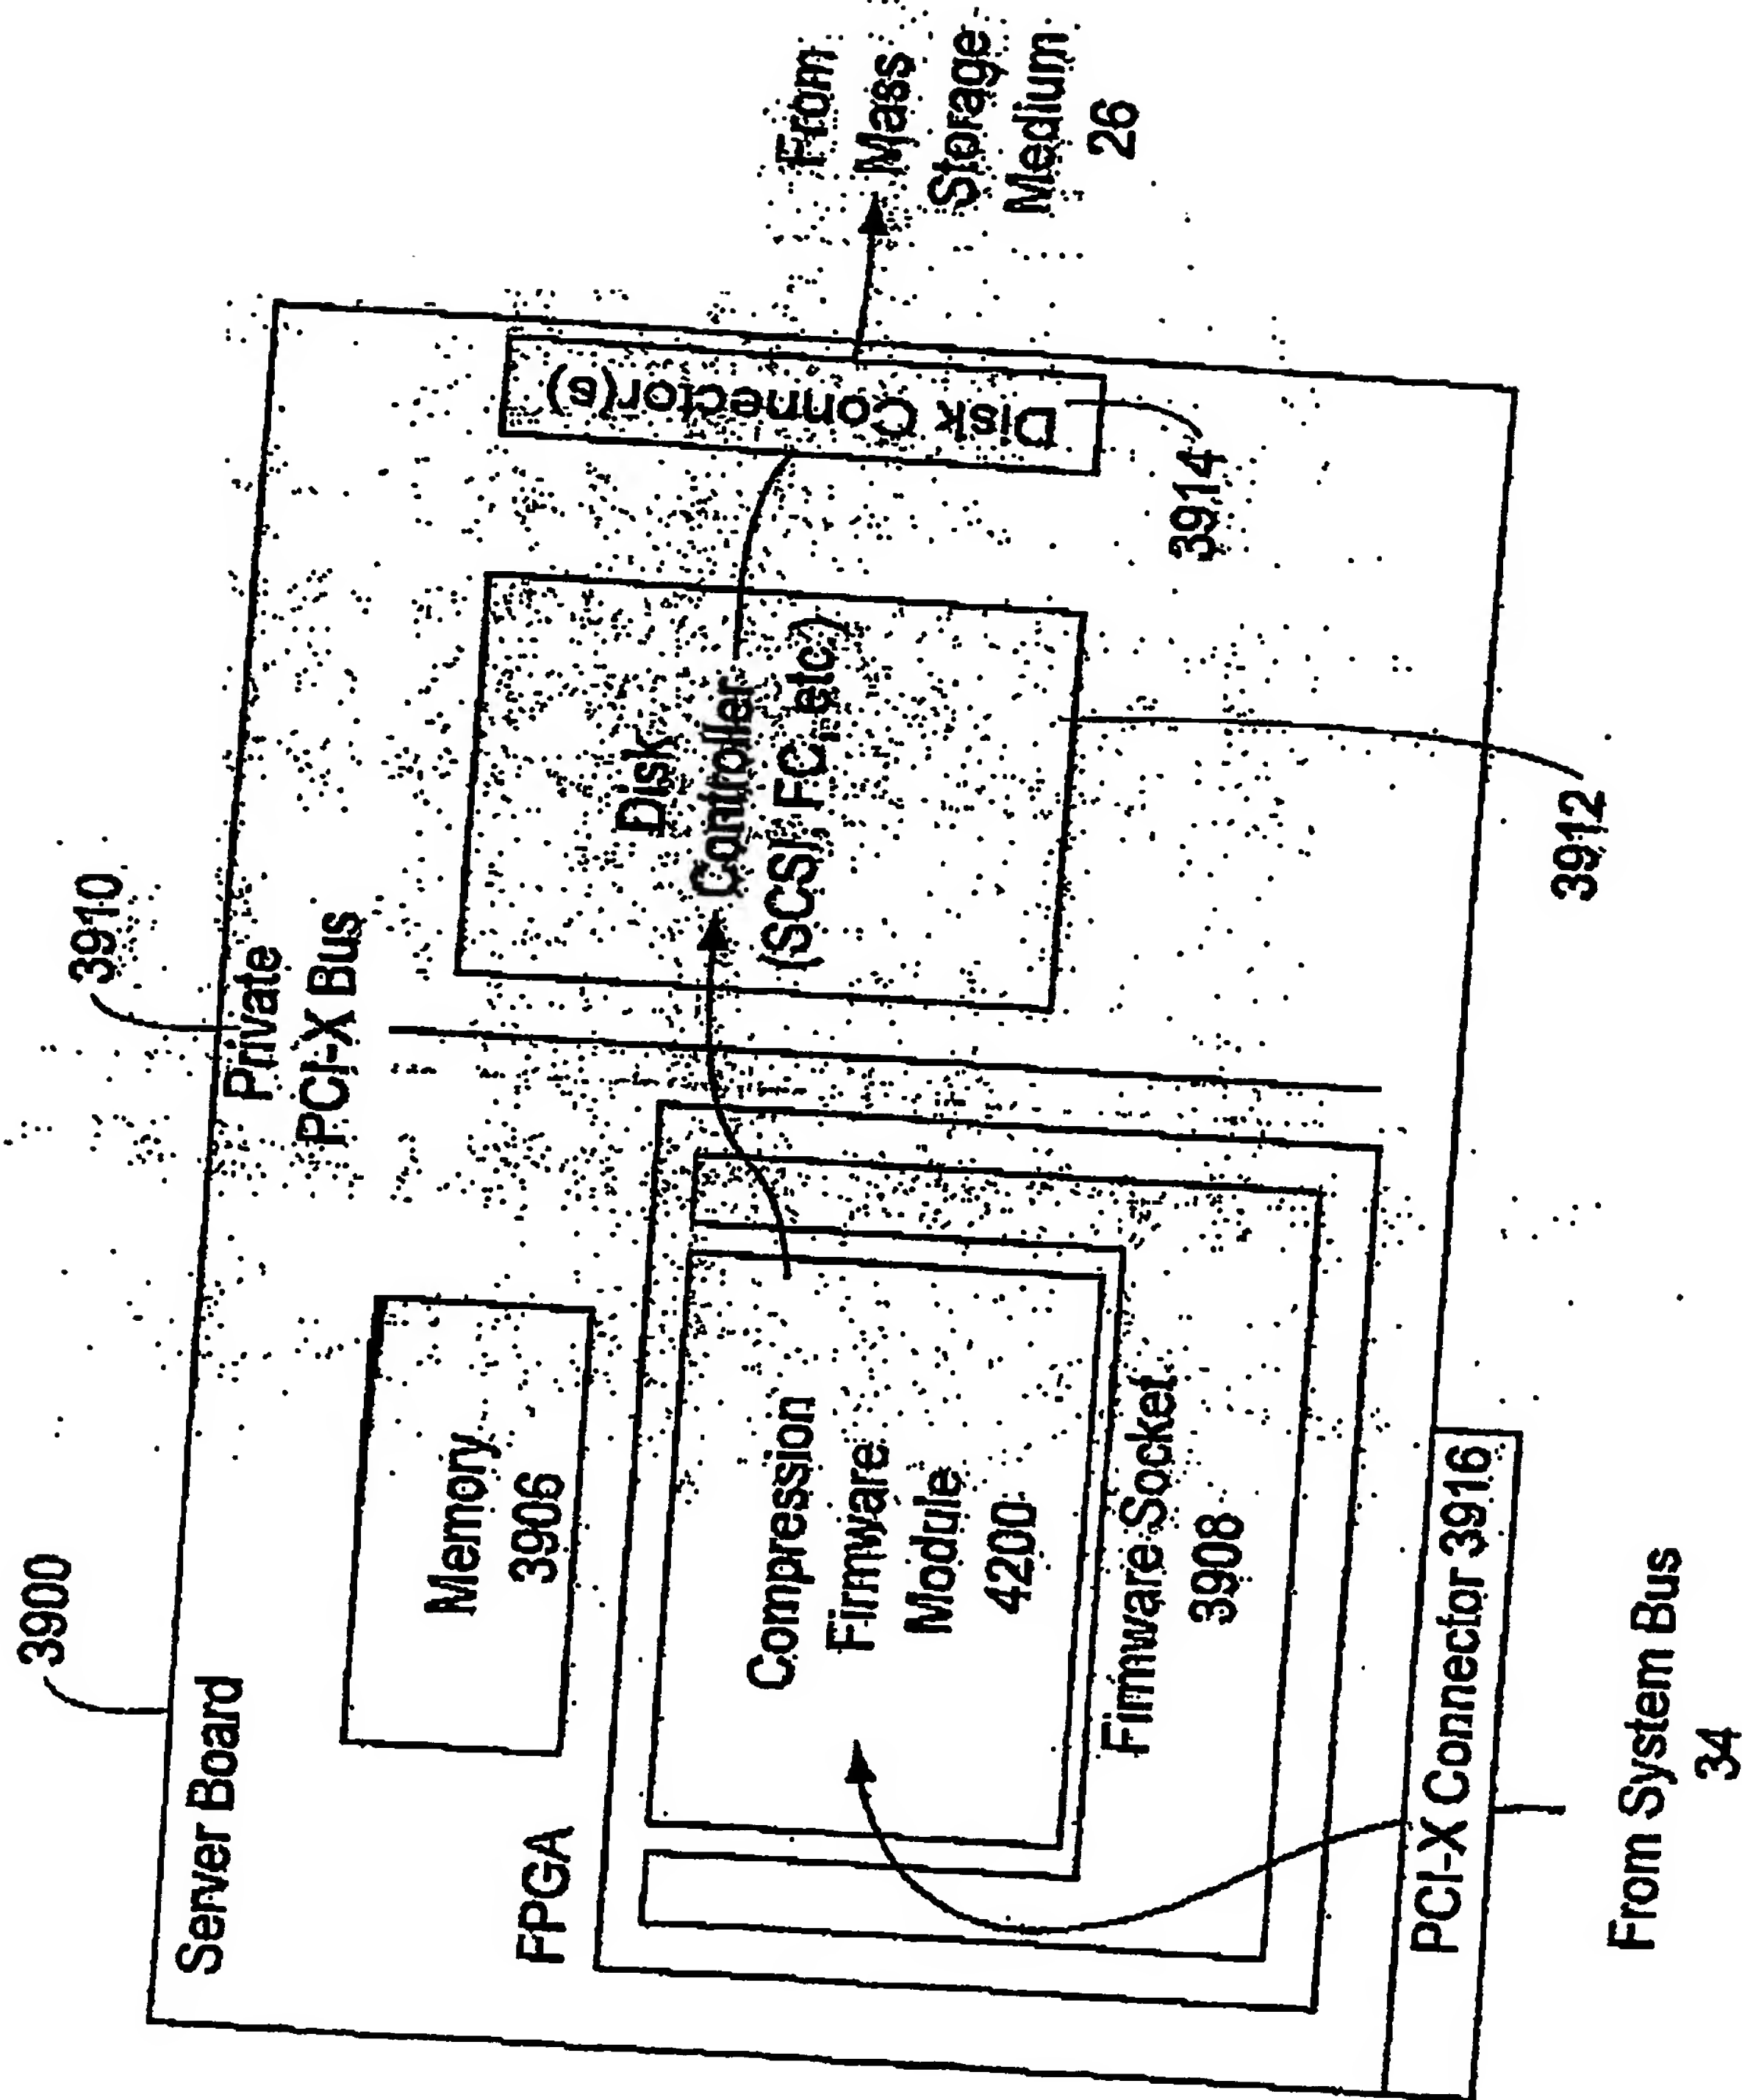 3900
Server Board
3910
Private
PCI-X Bus
Memory
3906
FPGA
Compression
Firmware
Module
4200
Firmware Socket
3908
Disk
Controller
(SCSI, FC, etc.)
Disk Connector(s)
From
Mass
Storage
Medium
26
3914
3912
PCI-X Connector 3916
From System Bus
34